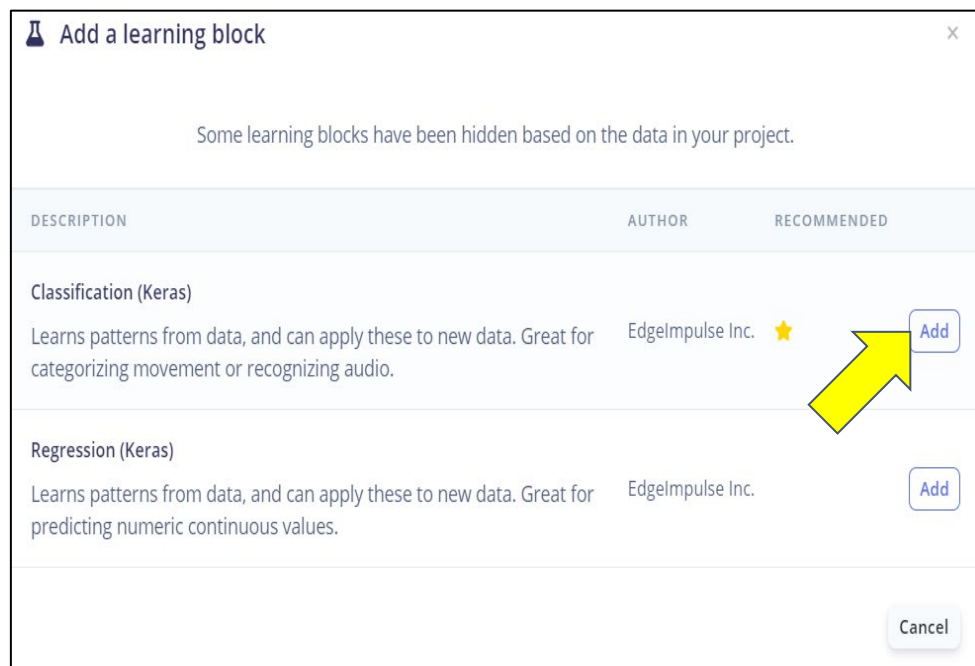 Add a learning block
Some learning blocks have been hidden based on the data in your project.
DESCRIPTION AUTHOR RECOMMENDED
Classification (Keras)
Learns patterns from data, and can apply these to new data. Great for
categorizing movement or recognizing audio.
EdgeImpulse Inc.
Add
Regression (Keras)
Learns patterns from data, and can apply these to new data. Great for
predicting numeric continuous values.
EdgeImpulse Inc.
Add
Cancel